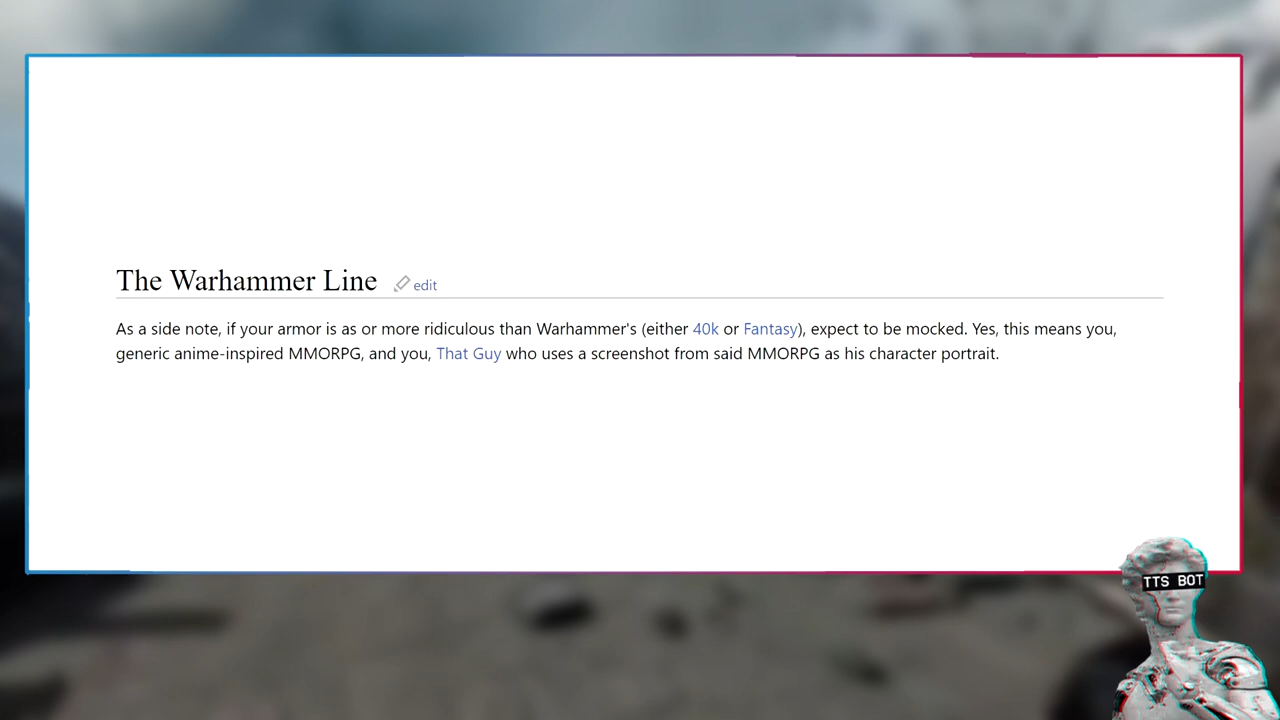 The Warhammer Line edit
As a side note, if your armor is as or more ridiculous than Warhammer's (either 40k or Fantasy), expect to be mocked. Yes, this means you,
generic anime-inspired MMORPG, and you, That Guy who uses a screenshot from said MMORPG as his character portrait.
TTS BOT